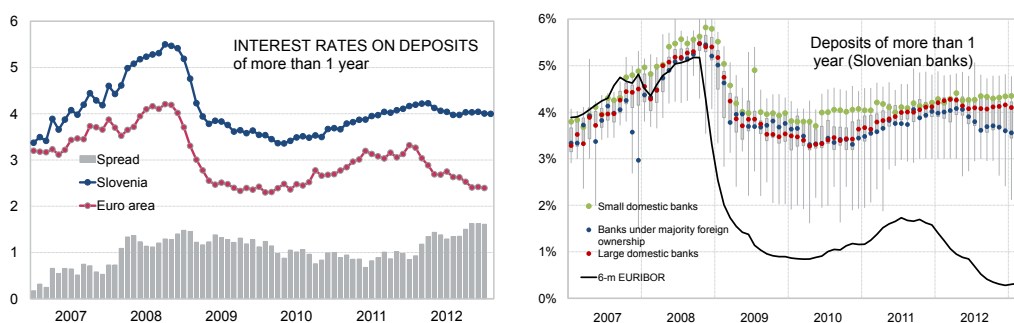 6
5
4
3
2
1
0
INTEREST RATES ON DEPOSITS
of more than 1 year
Spread
Slovenia
Euro area
2007 2008 2009 2010 2011 2012
6%
5%
4%
3%
2%
1%
0%
Deposits of more than 1
year (Slovenian banks)
Small domestic banks
Banks under majority foreign
ownership
Large domestic banks
6-m EURIBOR
2007 2008 2009 2010 2011 2012